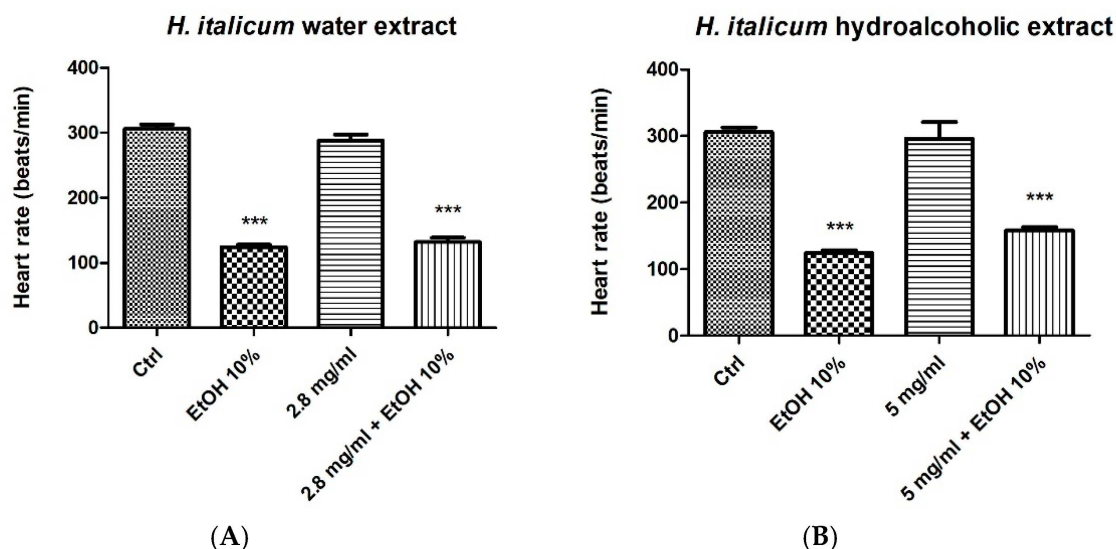 H. italicum water extract
Heart rate (beats/min)
400
300
200
100
0
***
***
Ctrl
EtOH 10%
2.8 mg/ml
2.8 mg/ml + EtOH 10%
(A)
H. italicum hydroalcoholic extract
Heart rate (beats/min)
400
300
200
100
0
***
***
Ctrl
EtOH 10%
5 mg/ml
5 mg/ml + EtOH 10%
(B)